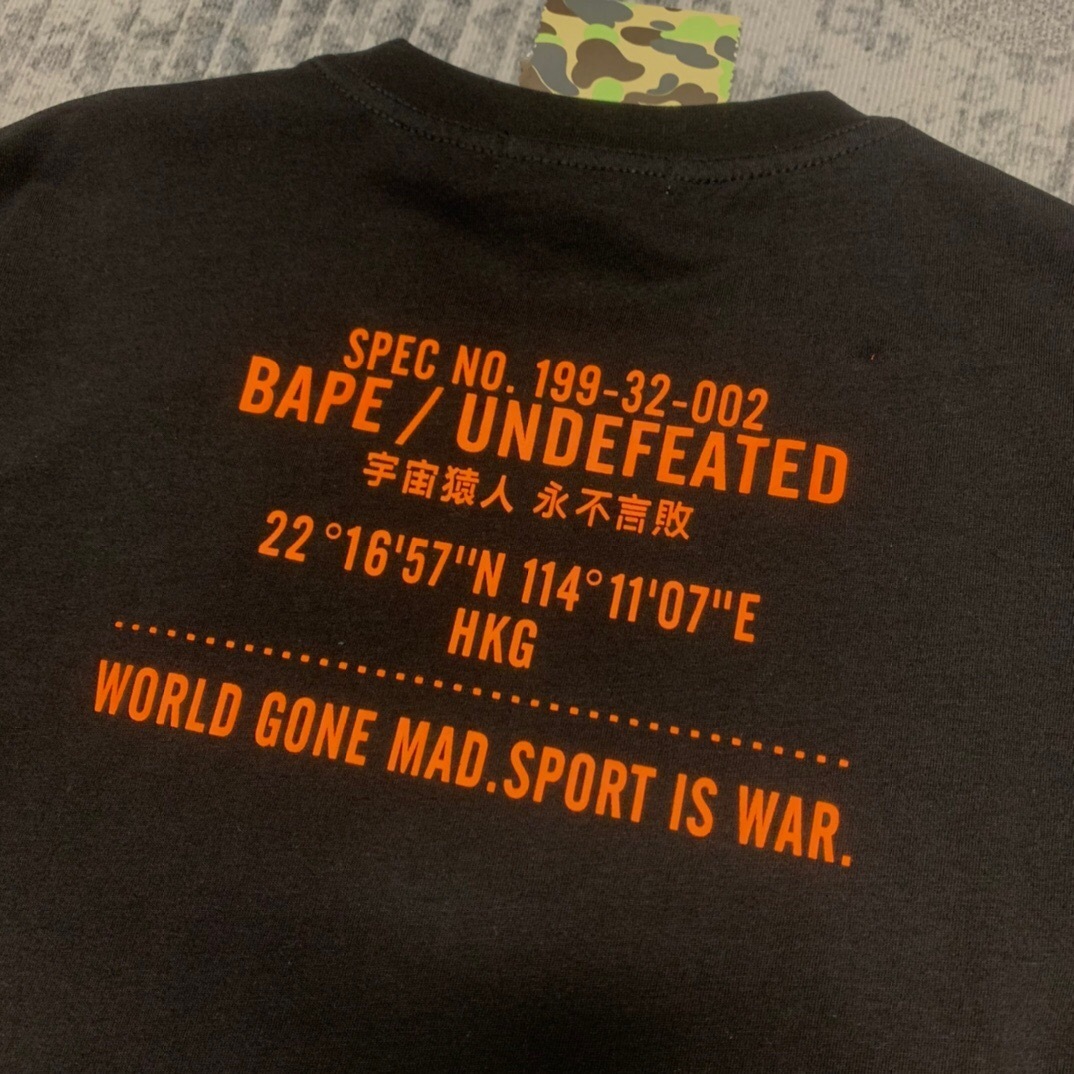 SPEC NO. 199-32-002
BAPE / UNDEFEATED
宇宙猿人 永不言敗
22°16'57"N 114°11'07"E
HKG
WORLD GONE MAD.SPORT IS WAR.